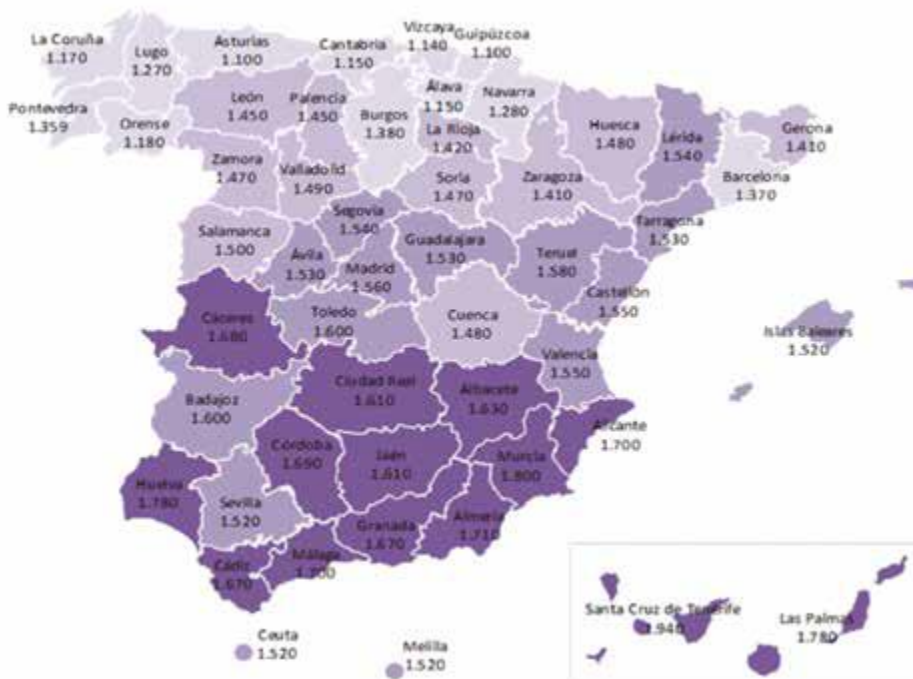 La Coruña
1.170
Lugo
1.270
Asturias
1.100
Cantabria
1.150
Vizcaya
1.140
Guipúzcoa
1.100
Pontevedra
1.359
Orense
1.180
León
1.450
Palencia
1.450
Burgos
1.380
Álava
1.150
Navarra
1.280
La Rioja
1.420
Huesca
1.480
Lérida
1.540
Gerona
1.410
Barcelona
1.370
Zamora
1.470
Valladolid
1.490
Soria
1.470
Zaragoza
1.410
Tarragona
1.530
Salamanca
1.500
Segovia
1.540
Ávila
1.530
Madrid
1.560
Guadalajara
1.530
Teruel
1.580
Castellón
1.550
Cáceres
1.680
Toledo
1.600
Cuenca
1.480
Valencia
1.550
Islas Baleares
1.520
Badajoz
1.600
Ciudad Real
1.610
Albacete
1.630
Alicante
1.700
Huelva
1.780
Sevilla
1.520
Córdoba
1.690
Jaén
1.610
Murcia
1.800
Cádiz
1.670
Málaga
1.700
Granada
1.670
Almería
1.710
Ceuta
1.520
Melilla
1.520
Santa Cruz de Tenerife
1.940
Las Palmas
1.780